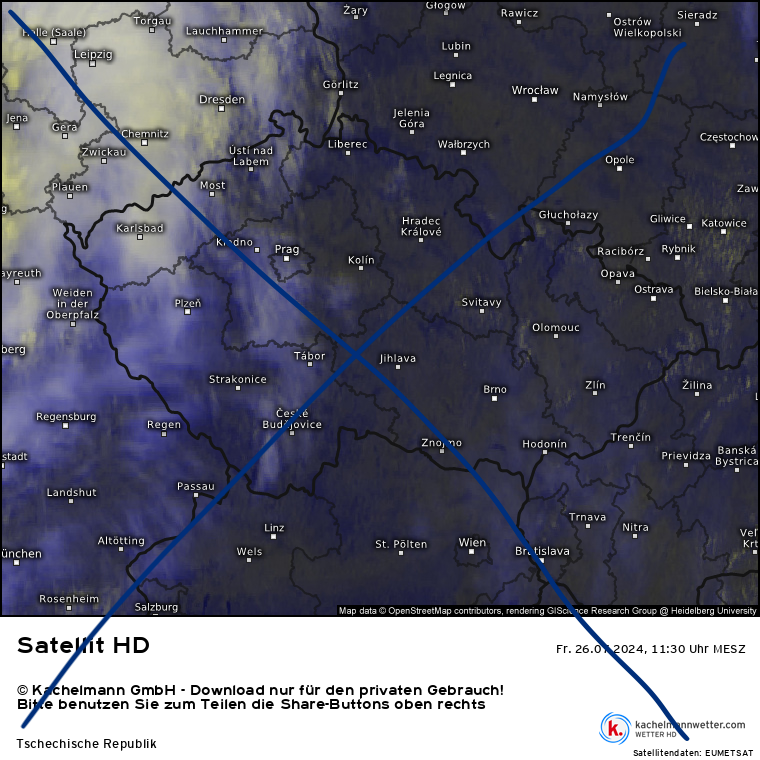 Żary
Głogów
Rawicz
Sieradz
Torgau
Ostrów
Wielkopolski
Halle (Saale)
Lauchhammer
Lubin
Leipzig
Legnica
Görlitz
Wrocław
Namysłów
Dresden
Jena
Gera
Chemnitz
Jelenia
Góra
Zwickau
Ústí nad
Labem
Liberec
Wałbrzych
Częstochow
Opole
Plauen
Most
Zaw
g
Karlsbad
Hradec
Králové
Głuchołazy
Gliwice
Katowice
Kladno
Prag
Kolín
Racibórz
Rybnik
ayreuth
Opava
Weiden
in der
Oberpfalz
Plzeň
Svitavy
Ostrava
Bielsko-Biała
Olomouc
berg
Tábor
Jihlava
Strakonice
Brno
Zlín
Žilina
Regensburg
Regen
České
Budějovice
Znojmo
Hodonín
Trenčín
stadt
Prievidza
Banská
Bystrica
Landshut
Passau
Linz
Trnava
Nitra
Altötting
Wels
St. Pölten
Wien
Bratislava
Veľ
Krt
ünchen
Rosenheim
Salzburg
Map data © OpenStreetMap contributors, rendering GIScience Research Group @ Heidelberg University
Satellit HD
Fr. 26.07.2024, 11:30 Uhr MESZ
© Kachelmann GmbH - Download nur für den privaten Gebrauch!
Bitte benutzen Sie zum Teilen die Share-Buttons oben rechts
k.
kachelmannwetter.com
WETTER HD
Tschechische Republik
Satellitendaten: EUMETSAT